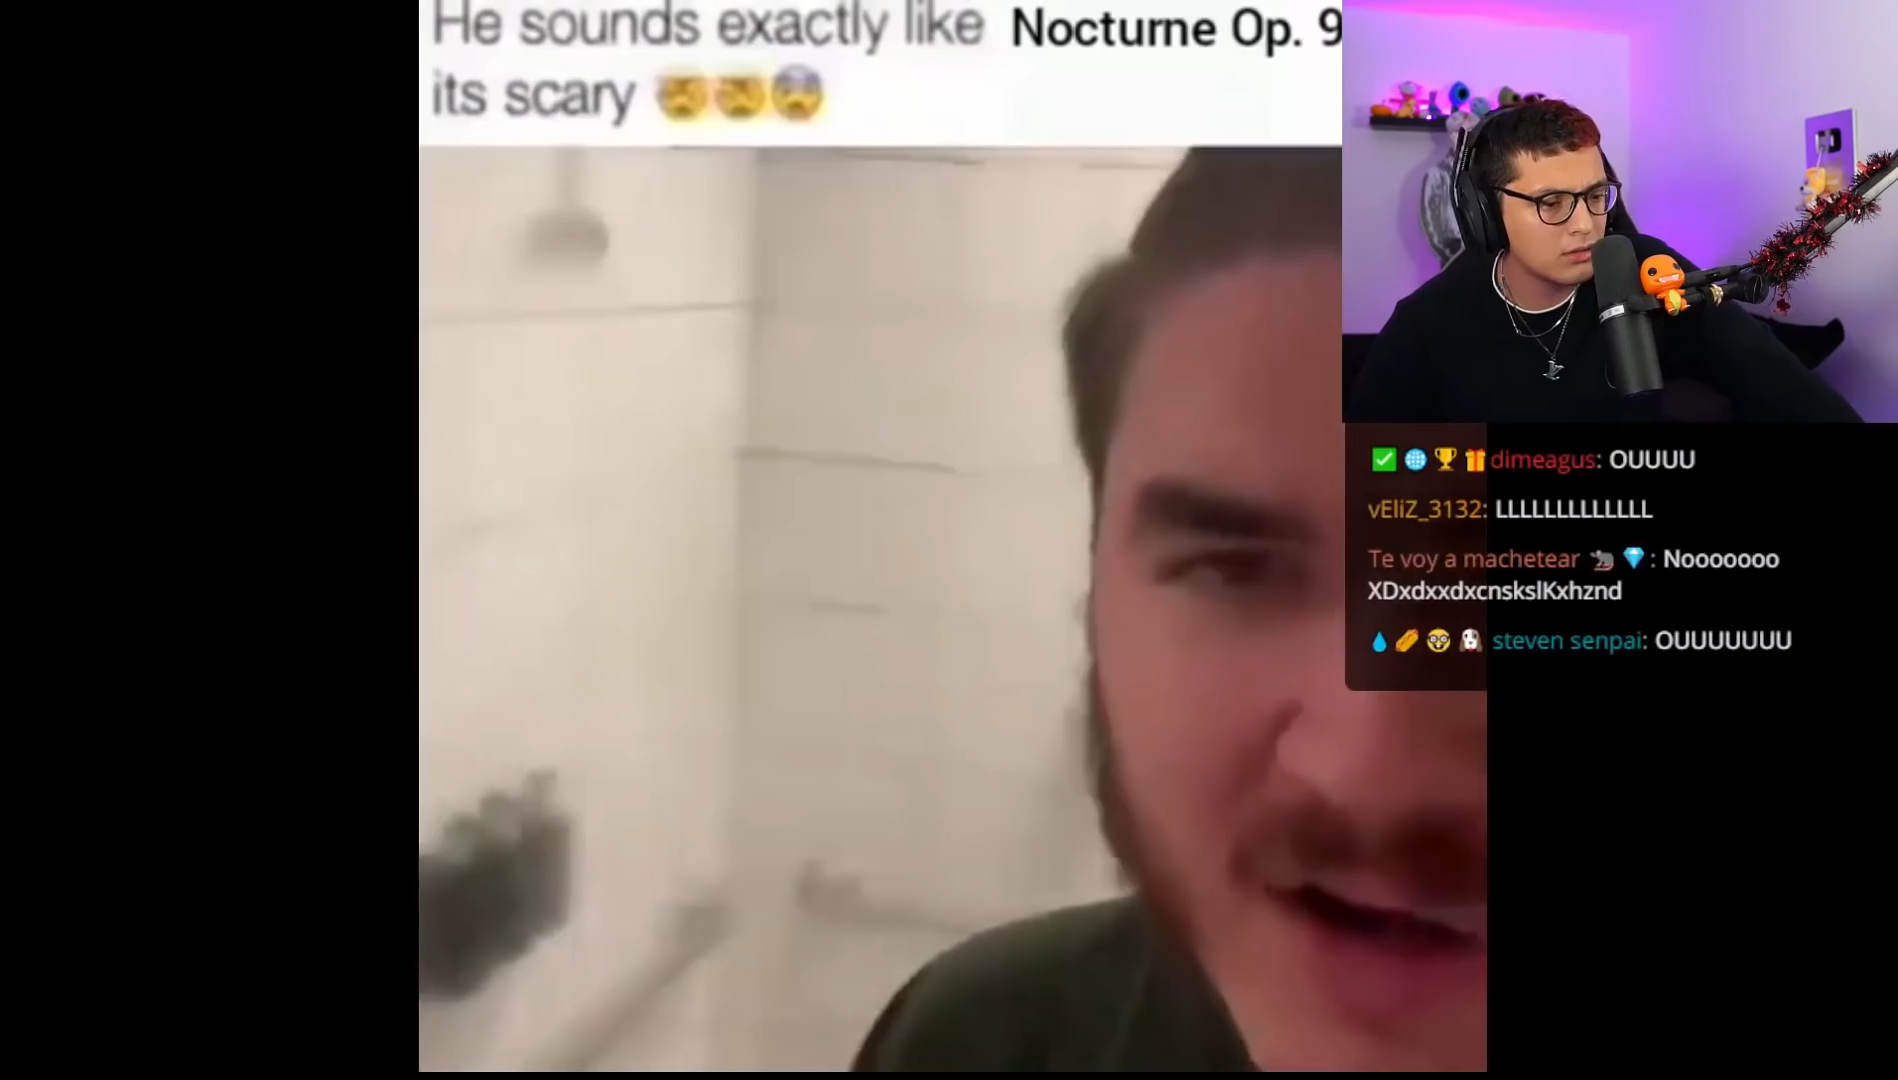 He sounds exactly like Nocturne Op. 9
its scary
dimeagus: OUUUU
vEliZ_3132: LLLLLLLLLLLLL
Te voy a machetear : Nooooooo
XDxdxxdxcnskslKxhznd
steven senpai: OUUUUUUU